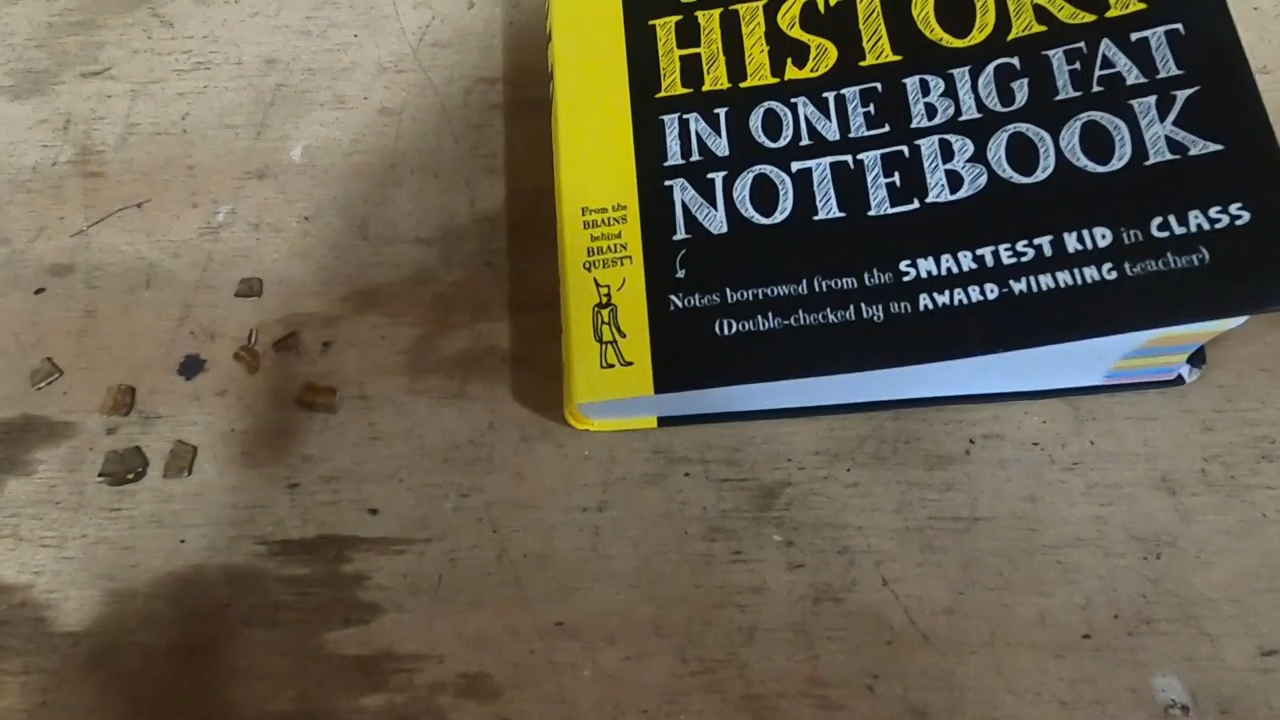 HISTORY
IN ONE BIG FAT
NOTEBOOK
From the
BRAINS
behind
BRAIN
QUEST
Notes borrowed from the SMARTEST KID in CLASS
(Double-checked by an AWARD-WINNING teacher)